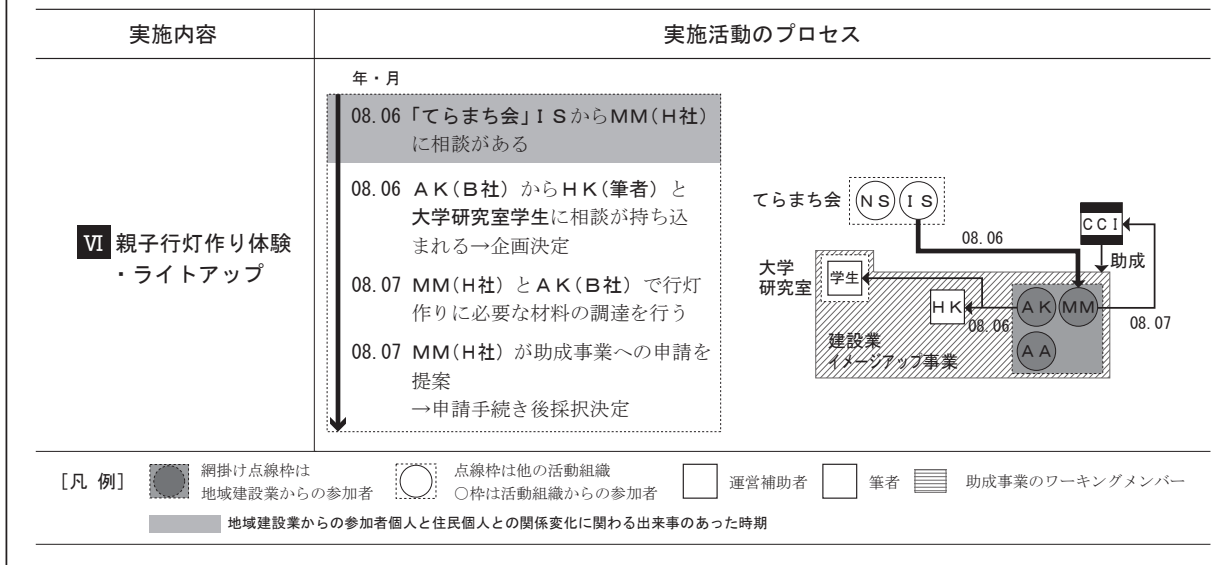 実施内容
実施活動のプロセス
Ⅵ 親子行灯作り体験
・ライトアップ
年・月
08.06 「てらまち会」ＩＳからＭＭ(Ｈ社)
に相談がある
08.06 ＡＫ(Ｂ社) からＨＫ(筆者) と
大学研究室学生に相談が持ち込
まれる→企画決定
08.07 ＭＭ(Ｈ社) とＡＫ(Ｂ社) で行灯
作りに必要な材料の調達を行う
08.07 ＭＭ(Ｈ社) が助成事業への申請を
提案
→申請手続き後採択決定
てらまち会
ＮＳ
ＩＳ
08.06
ＣＣＩ
助成
大学
研究室
学生
ＨＫ
08.06
ＡＫ
ＭＭ
08.07
ＡＡ
建設業
イメージアップ事業
［凡 例］
網掛け点線枠は
地域建設業からの参加者
点線枠は他の活動組織
○枠は活動組織からの参加者
運営補助者
筆者
助成事業のワーキングメンバー
地域建設業からの参加者個人と住民個人との関係変化に関わる出来事のあった時期